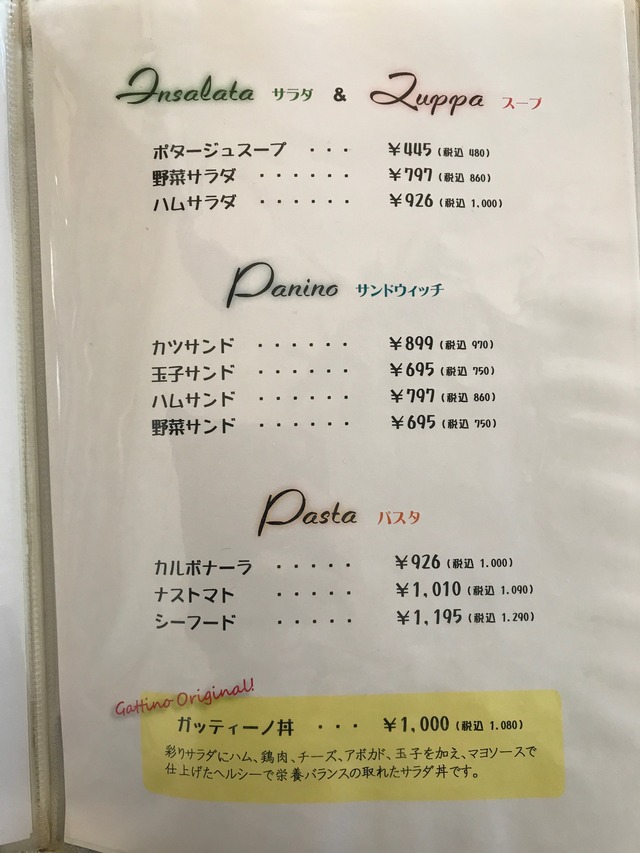 Insalata サラダ & Zuppa スープ
ポタージュスープ ・・・ ￥445 (税込 480)
野菜サラダ ・・・・・・ ￥797 (税込 860)
ハムサラダ ・・・・・・ ￥926 (税込 1,000)
Panino サンドウィッチ
カツサンド ・・・・・・ ￥899 (税込 970)
玉子サンド ・・・・・・ ￥695 (税込 750)
ハムサンド ・・・・・・ ￥797 (税込 860)
野菜サンド ・・・・・・ ￥695 (税込 750)
Pasta パスタ
カルボナーラ ・・・・・ ￥926 (税込 1.000)
ナストマト ・・・・・ ￥1,010 (税込 1.090)
シーフード ・・・・・ ￥1,195 (税込 1.290)
Gattino Original!
ガッティーノ丼 ・・・ ￥1,000 (税込 1.080)
彩りサラダにハム、鶏肉、チーズ、アボカド、玉子を加え、マヨソースで
仕上げたヘルシーで栄養バランスの取れたサラダ丼です。